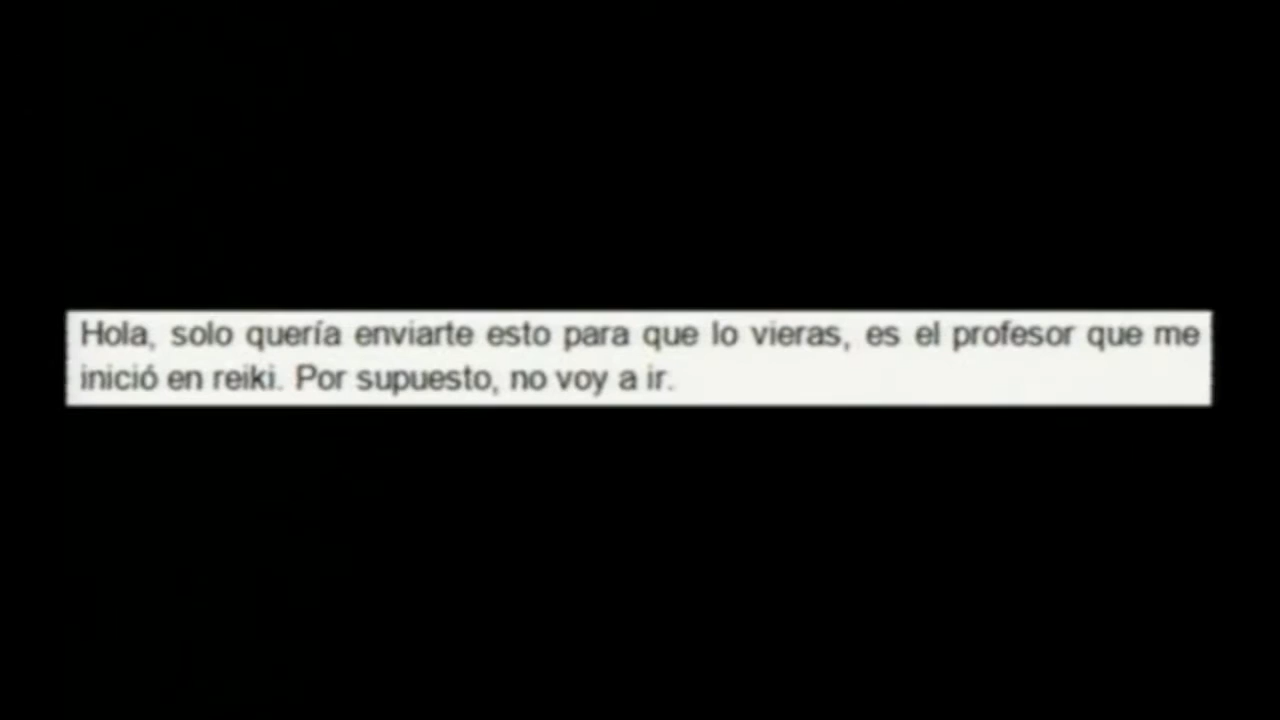 Hola, solo quería enviarte esto para que lo vieras, es el profesor que me
inició en reiki. Por supuesto, no voy a ir.